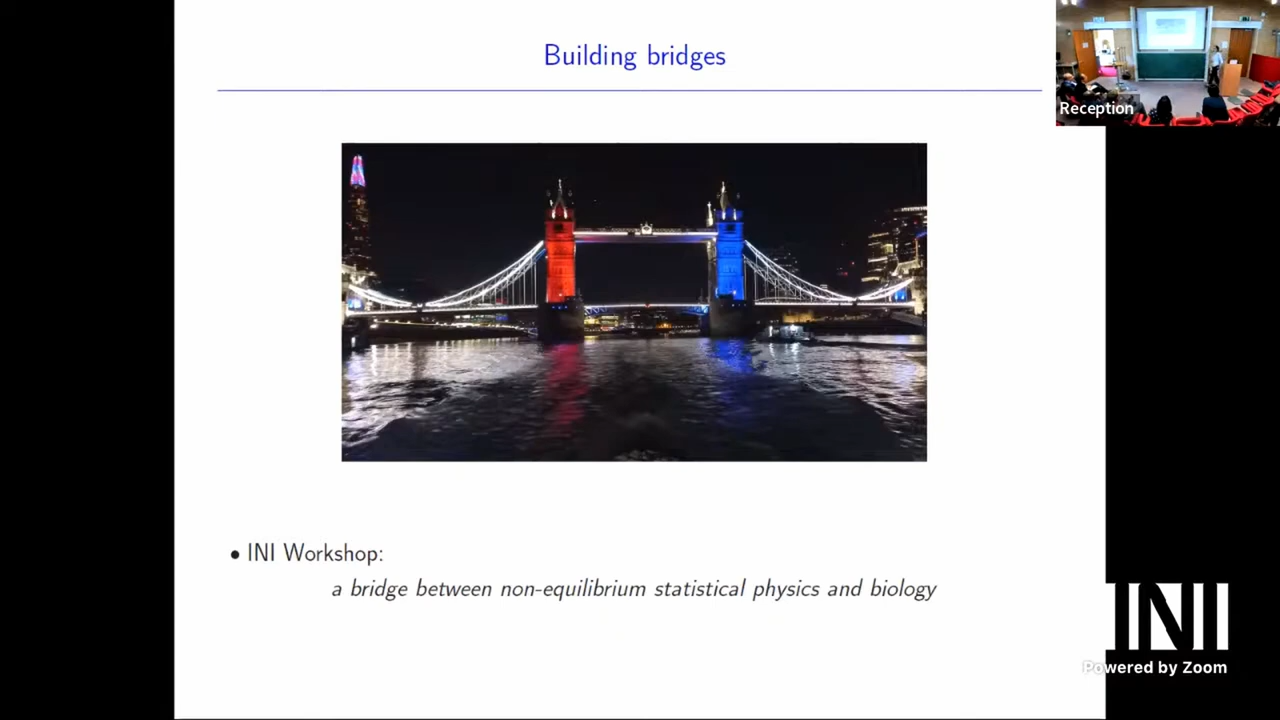 Building bridges
Reception
• INI Workshop:
a bridge between non-equilibrium statistical physics and biology
INI
Powered by Zoom